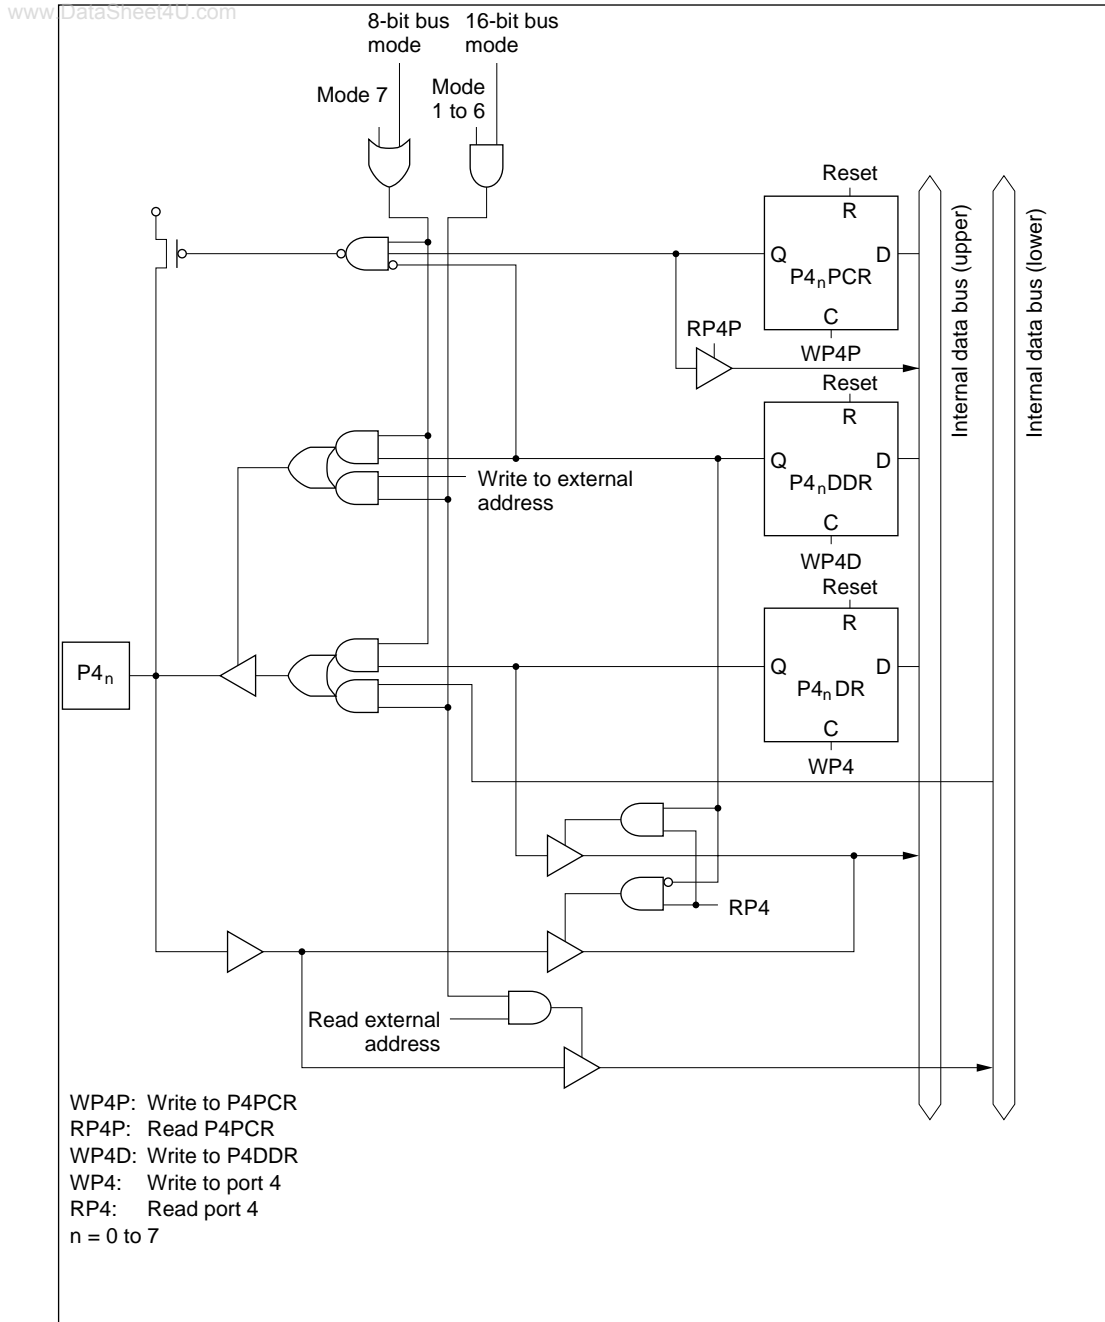 www.DataSheet4U.com
8-bit bus mode
16-bit bus mode
Mode 7
Mode 1 to 6
Reset
R
Q
D
P4nPCR
C
WP4P
RP4P
Reset
R
Q
D
P4nDDR
C
WP4D
Write to external address
Reset
R
Q
D
P4nDR
C
WP4
P4n
RP4
Read external address
Internal data bus (upper)
Internal data bus (lower)
WP4P: Write to P4PCR
RP4P: Read P4PCR
WP4D: Write to P4DDR
WP4: Write to port 4
RP4: Read port 4
n = 0 to 7